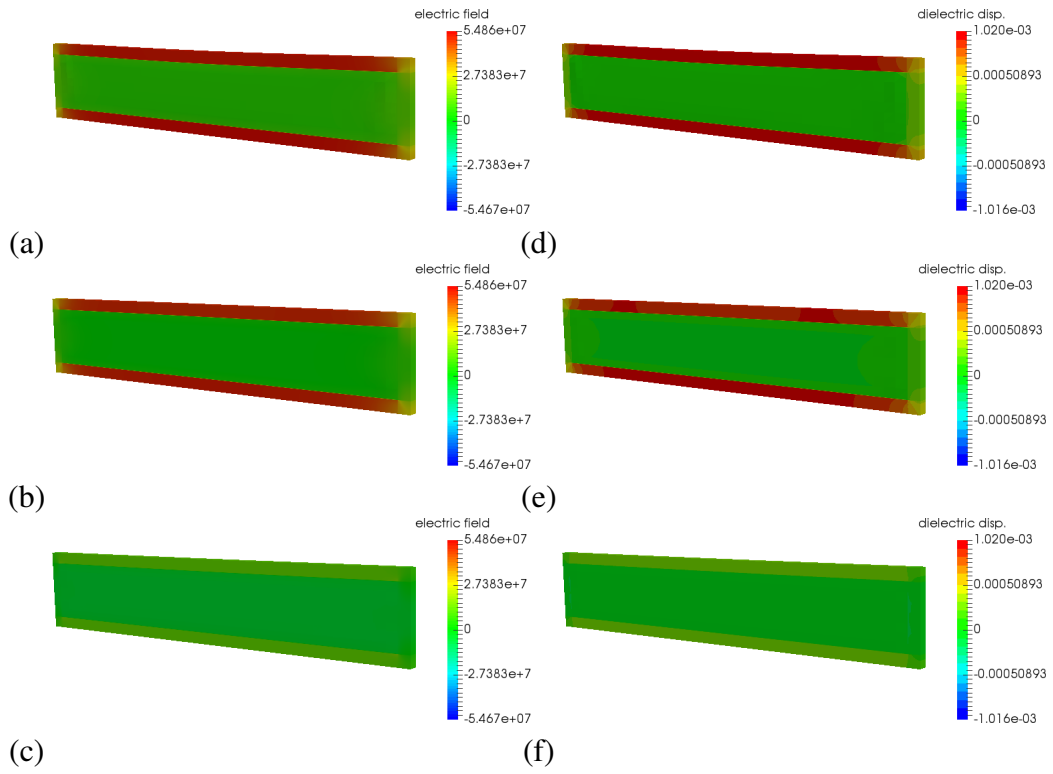 electric field
5.486e+07
2.7383e+7
0
-2.7383e+7
-5.467e+07
(a)
dielectric disp.
1.020e-03
0.00050893
0
-0.00050893
-1.016e-03
(d)
electric field
5.486e+07
2.7383e+7
0
-2.7383e+7
-5.467e+07
(b)
dielectric disp.
1.020e-03
0.00050893
0
-0.00050893
-1.016e-03
(e)
electric field
5.486e+07
2.7383e+7
0
-2.7383e+7
-5.467e+07
(c)
dielectric disp.
1.020e-03
0.00050893
0
-0.00050893
-1.016e-03
(f)